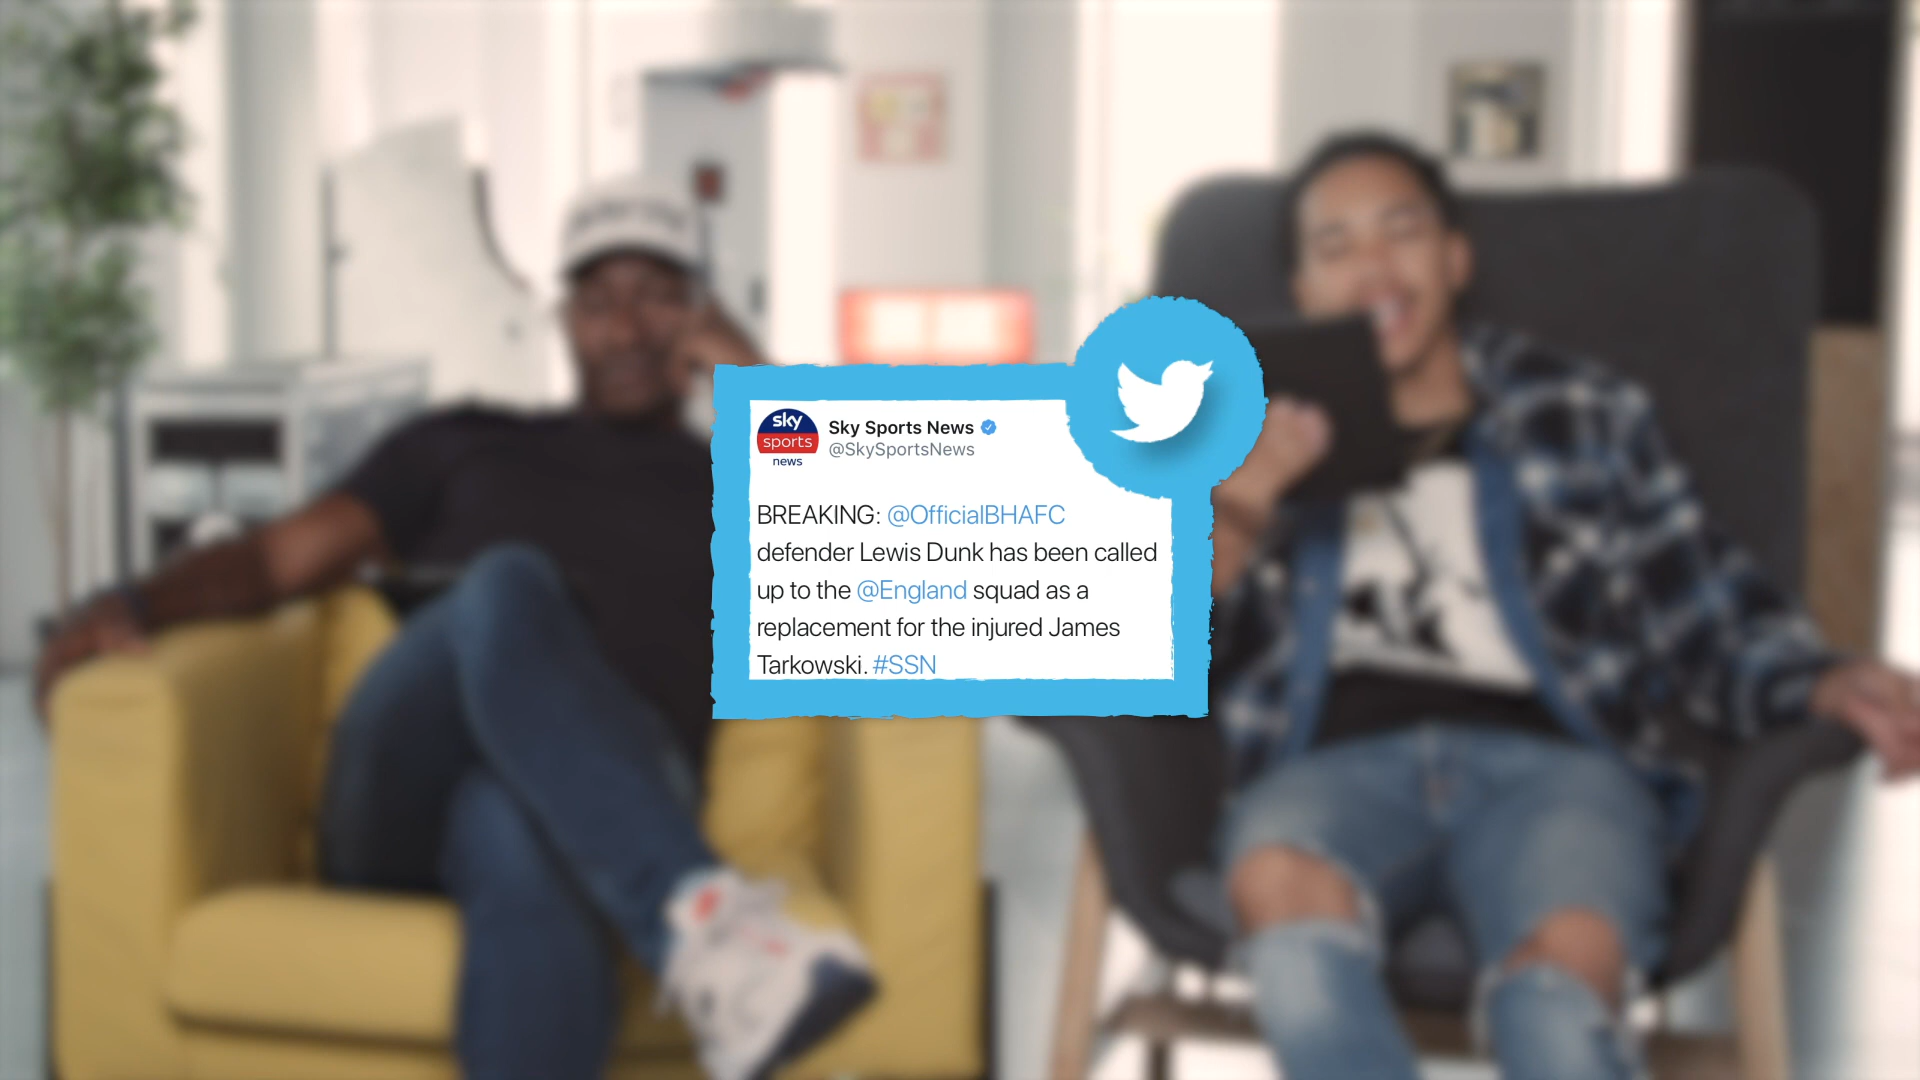 sky
sports
news
Sky Sports News
@SkySportsNews
BREAKING: @OfficialBHAFC
defender Lewis Dunk has been called
up to the @England squad as a
replacement for the injured James
Tarkowski. #SSN